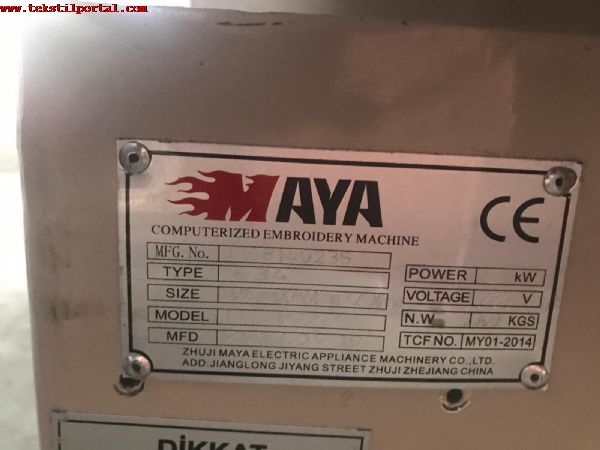 www.tekstilportal.com
MAYA
CE
COMPUTERIZED EMBROIDERY MACHINE
MFG. No.
TYPE
SIZE
MODEL
MFD
POWER kW
VOLTAGE V
N.W KGS
TCF NO. MY01-2014
ZHUJI MAYA ELECTRIC APPLIANCE MACHINERY CO.,LTD.
ADD:JIANGLONG JIYANG STREET ZHUJI ZHEJIANG CHINA
DİKKAT